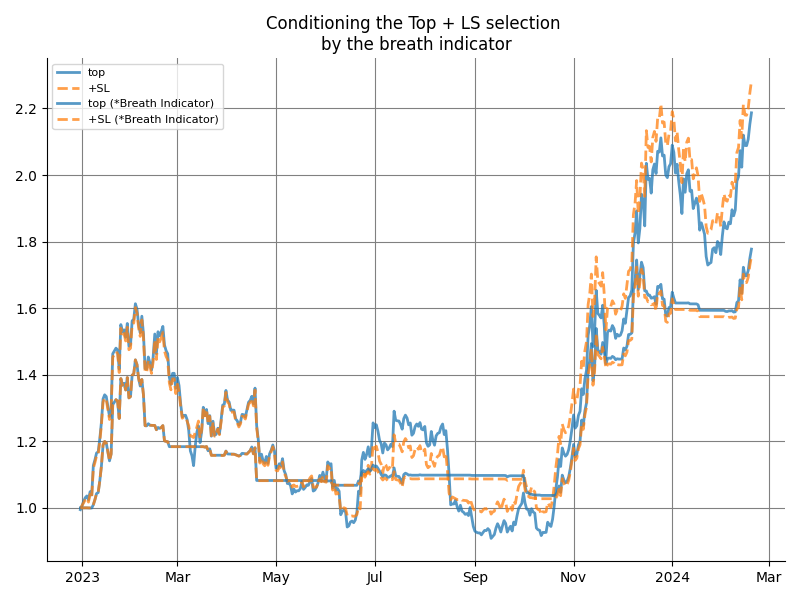 Conditioning the Top + LS selection
by the breath indicator
top
+SL
top (*Breath Indicator)
+SL (*Breath Indicator)
2.2
2.0
1.8
1.6
1.4
1.2
1.0
2023 Mar May Jul Sep Nov 2024 Mar